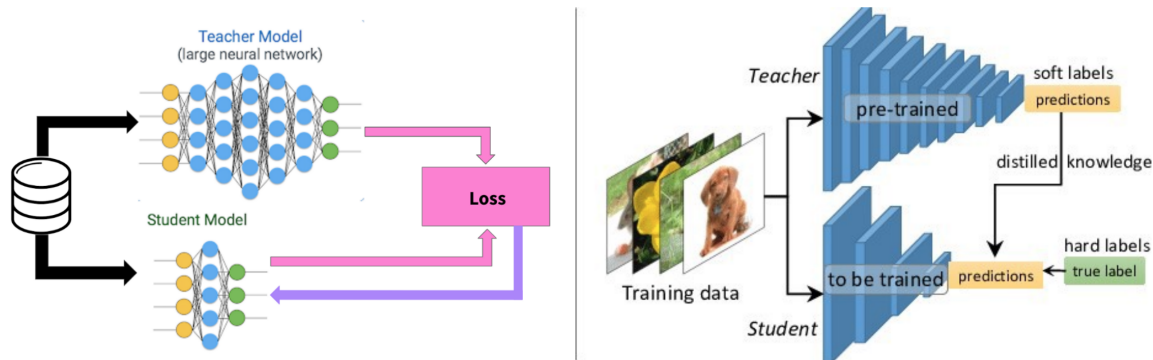 Teacher Model
(large neural network)
Student Model
Loss
Teacher
pre-trained
soft labels
predictions
distilled knowledge
Training data
to be trained
predictions
hard labels
true label
Student